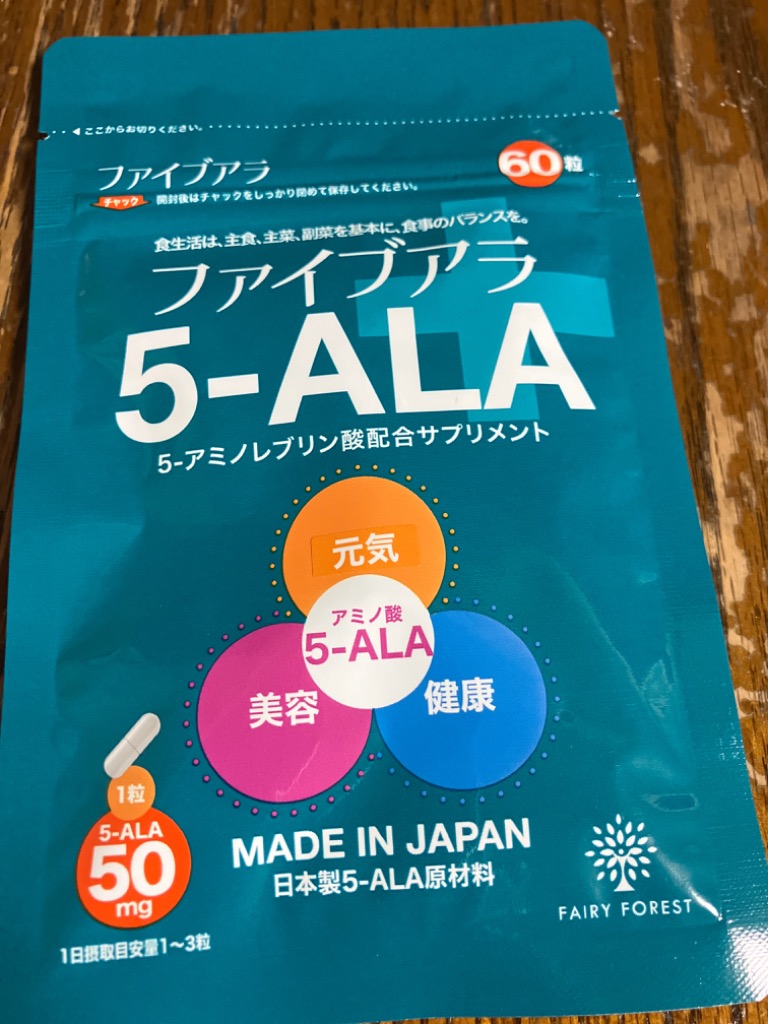 ◀ここからお切りください。
ファイブアラ
60粒
チャック 開封後はチャックをしっかり閉めて保存してください。
食生活は、主食、主菜、副菜を基本に、食事のバランスを。
ファイブアラ
5-ALA
5-アミノレブリン酸配合サプリメント
元気
アミノ酸
5-ALA
美容
健康
1粒
5-ALA
50
mg
1日摂取目安量1〜3粒
MADE IN JAPAN
日本製5-ALA原材料
FAIRY FOREST